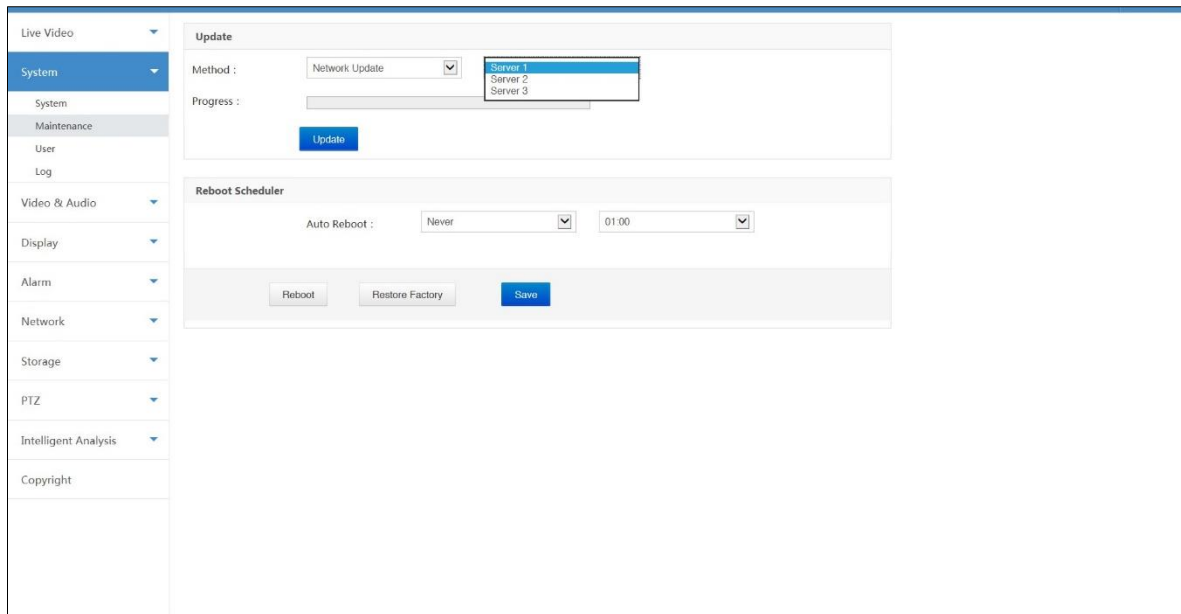 Live Video
System
System
Maintenance
User
Log
Video & Audio
Display
Alarm
Network
Storage
PTZ
Intelligent Analysis
Copyright
Update
Method : Network Update Server 1
Server 2
Server 3
Progress :
Update
Reboot Scheduler
Auto Reboot : Never 01:00
Reboot Restore Factory Save